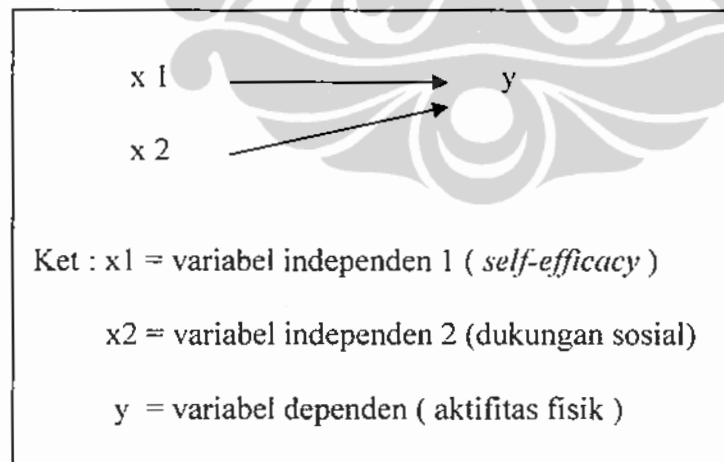 x 1 y
x 2
Ket : x1 = variabel independen 1 ( self-efficacy )
x2 = variabel independen 2 (dukungan sosial)
y = variabel dependen ( aktifitas fisik )